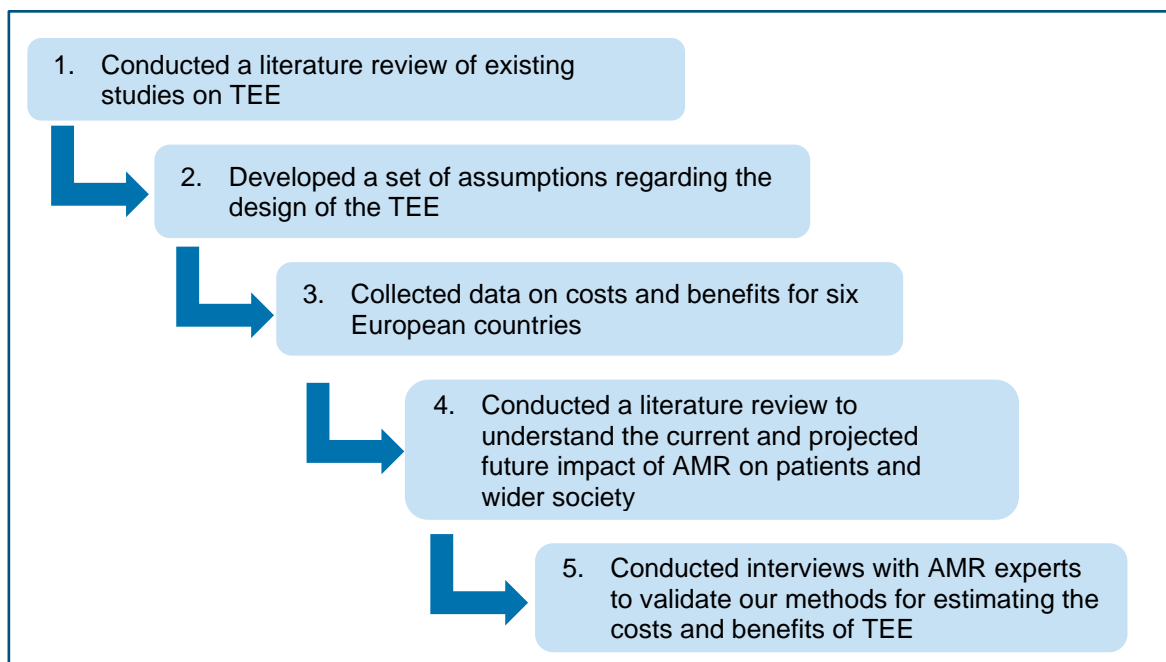 1. Conducted a literature review of existing
studies on TEE
2. Developed a set of assumptions regarding the
design of the TEE
3. Collected data on costs and benefits for six
European countries
4. Conducted a literature review to
understand the current and projected
future impact of AMR on patients and
wider society
5. Conducted interviews with AMR experts
to validate our methods for estimating the
costs and benefits of TEE